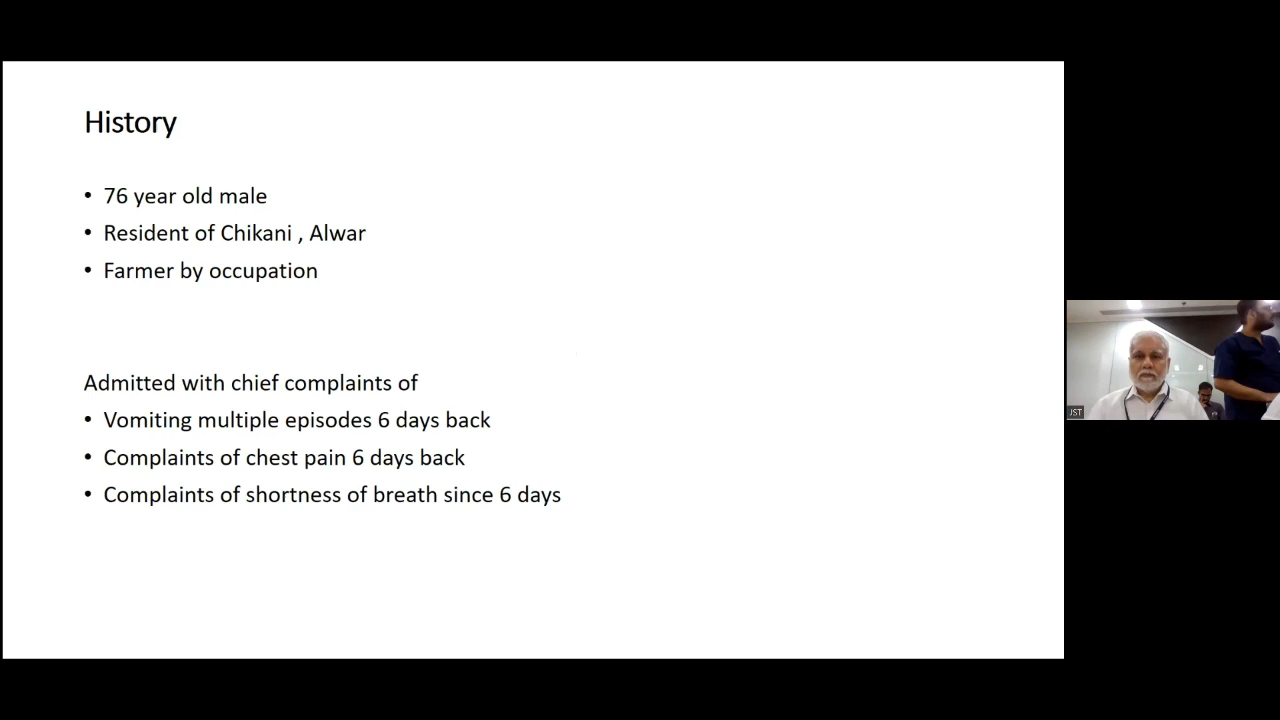 History
• 76 year old male
• Resident of Chikani , Alwar
• Farmer by occupation
Admitted with chief complaints of
• Vomiting multiple episodes 6 days back
• Complaints of chest pain 6 days back
• Complaints of shortness of breath since 6 days
JST